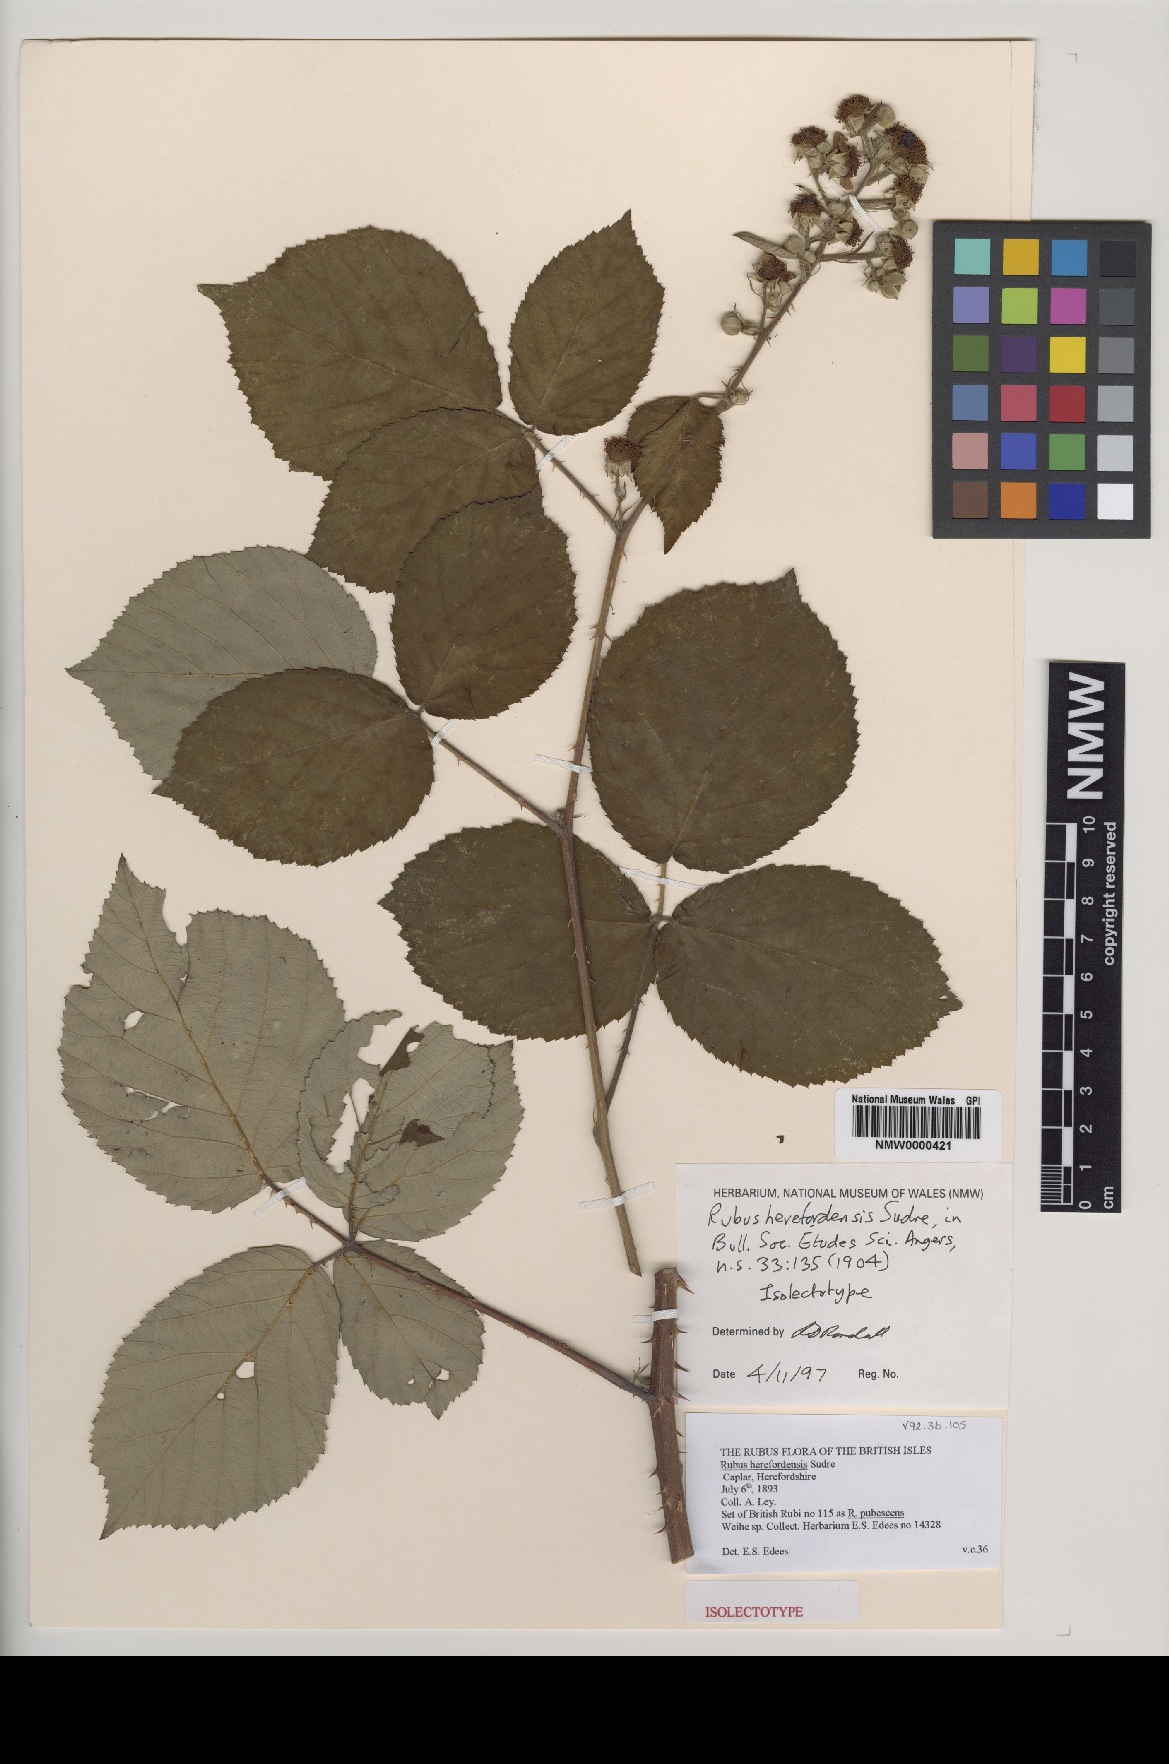 NMW
10
9
8
7
6
5
4
3
2
1
0
cm
copyright reserved
National Museum Wales GPI
NMW0000421
HERBARIUM, NATIONAL MUSEUM OF WALES (NMW)
Rubus herefordensis Sudre, in
Bull. Soc. Études Sci. Angers,
n.s. 33:135 (1904)
Isolectotype
Determined by RD Randall
Date 4/11/97 Reg. No.
V92.36.105
THE RUBUS FLORA OF THE BRITISH ISLES
Rubus herefordensis Sudre
Caplar, Herefordshire
July 6th, 1893
Coll. A. Ley.
Set of British Rubi no 115 as R. pubescens
Weihe sp. Collect. Herbarium E.S. Edees no 14328
Det. E.S. Edees v.c.36
ISOLECTOTYPE